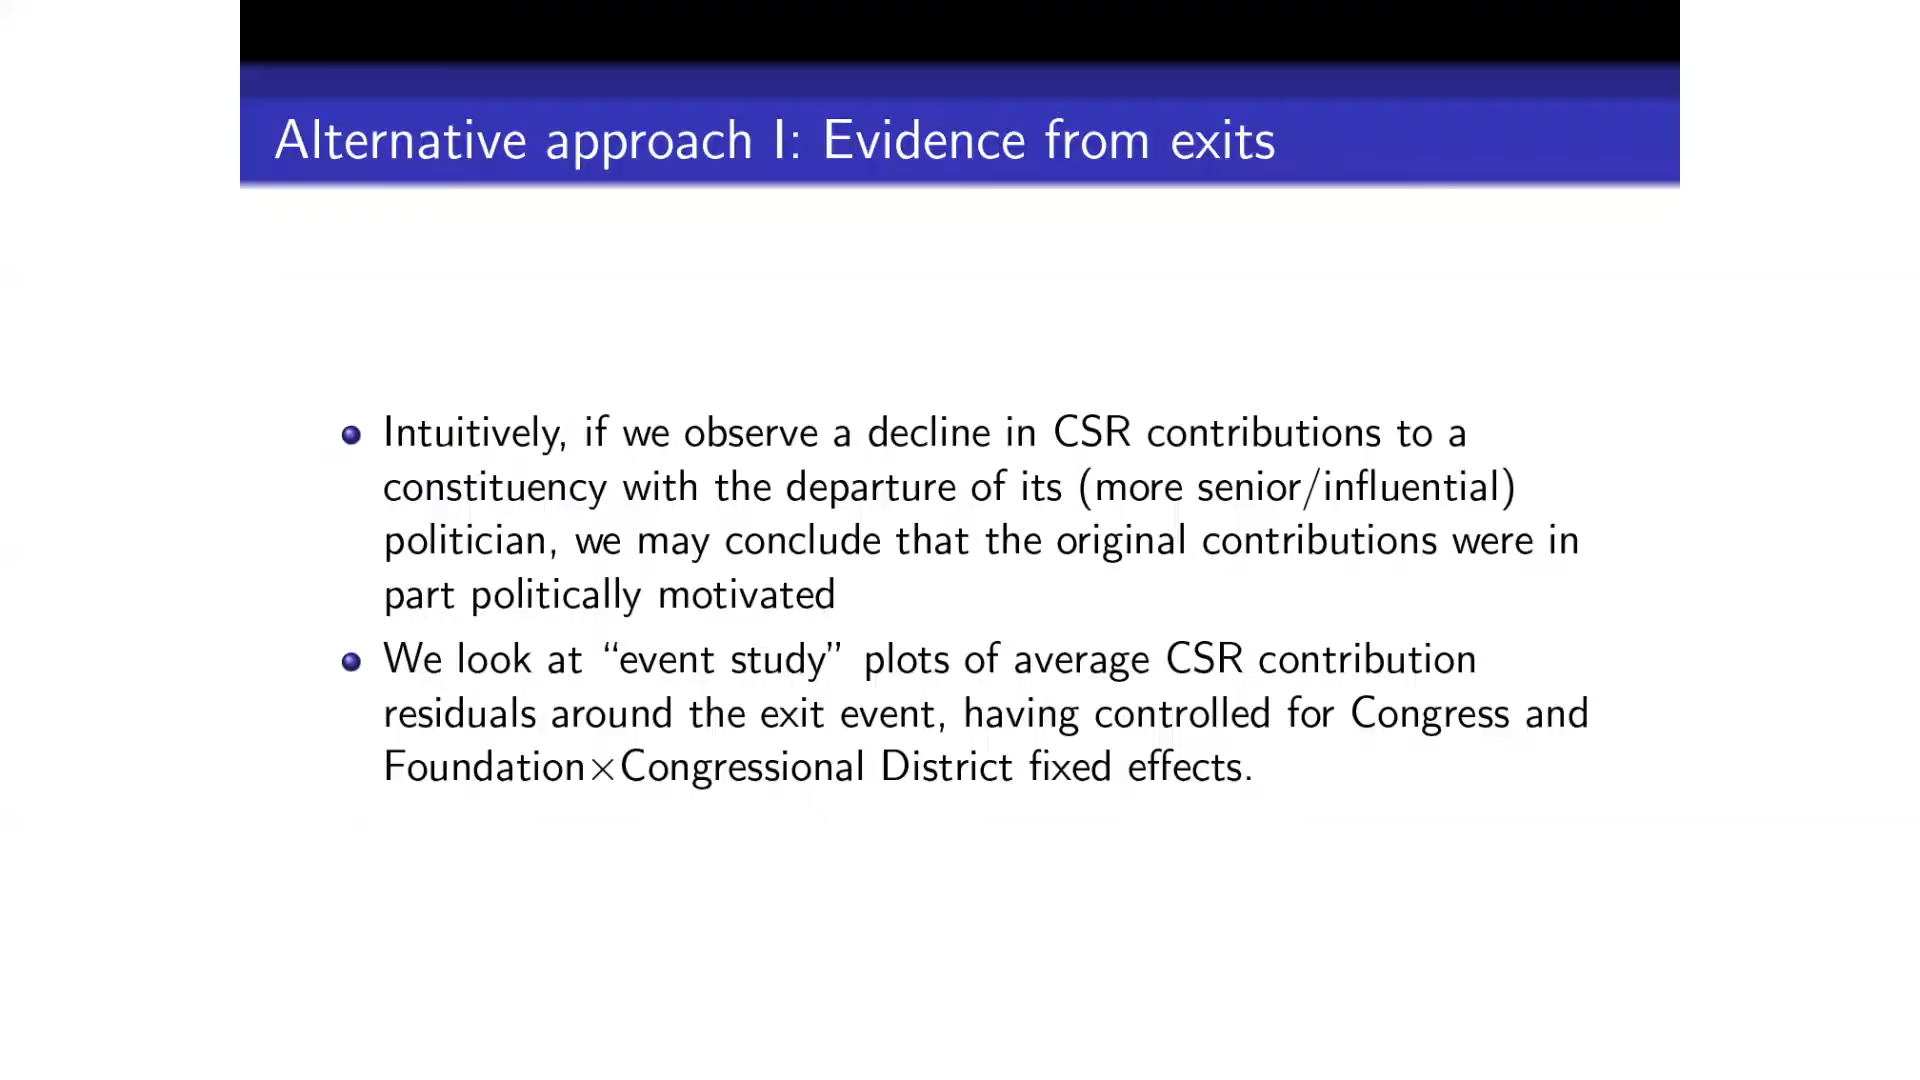 Alternative approach I: Evidence from exits
Intuitively, if we observe a decline in CSR contributions to a
constituency with the departure of its (more senior/influential)
politician, we may conclude that the original contributions were in
part politically motivated
We look at “event study” plots of average CSR contribution
residuals around the exit event, having controlled for Congress and
Foundation×Congressional District fixed effects.